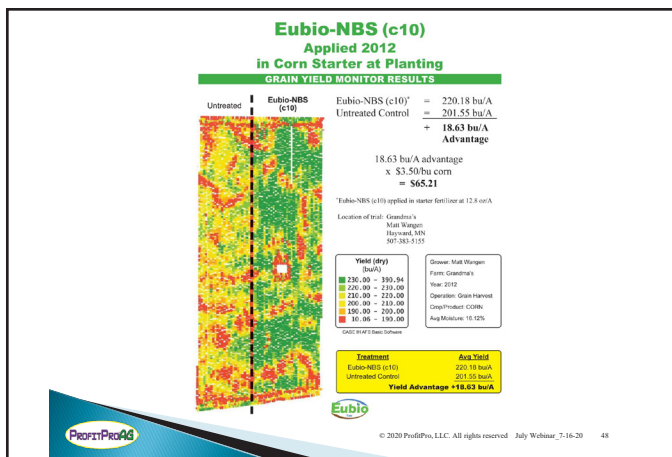 Eubio-NBS (c10)
Applied 2012
in Corn Starter at Planting
GRAIN YIELD MONITOR RESULTS
Untreated
Eubio-NBS
(c10)
Eubio-NBS (c10)* = 220.18 bu/A
Untreated Control = 201.55 bu/A
+ 18.63 bu/A
Advantage
18.63 bu/A advantage
x $3.50/bu corn
= $65.21
*Eubio-NBS (c10) applied in starter fertilizer at 12.8 oz/A
Location of trial: Grandma's
Matt Wangen
Hayward, MN
507-383-5155
Yield (dry)
(bu/A)
230.00 - 390.94
220.00 - 230.00
210.00 - 220.00
200.00 - 210.00
190.00 - 200.00
10.06 - 190.00
CASE IH AFS Basic Software
Grower: Matt Wangen
Farm: Grandma's
Year: 2012
Operation: Grain Harvest
Crop/Product: CORN
Avg Moisture: 16.12%
Treatment Avg Yield
Eubio-NBS (c10) 220.18 bu/A
Untreated Control 201.55 bu/A
Yield Advantage +18.63 bu/A
Eubio
PROFITPROAG
© 2020 ProfitPro, LLC. All rights reserved July Webinar_7-16-20 48